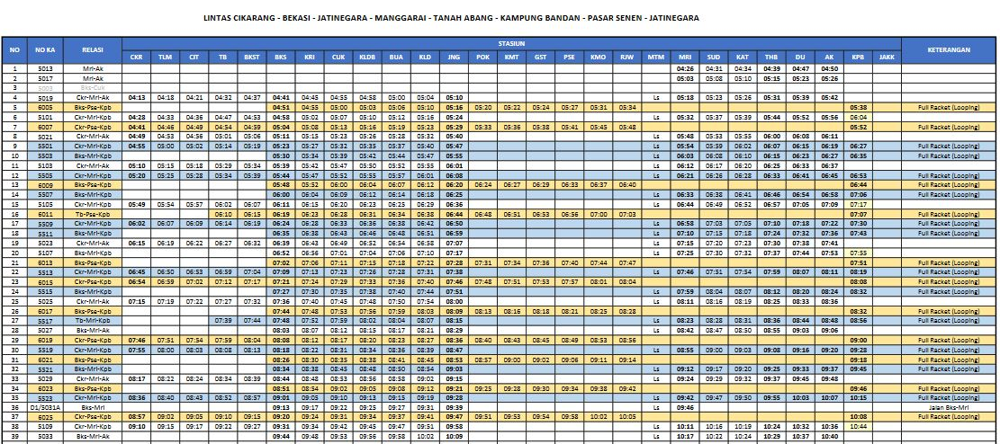 LINTAS CIKARANG - BEKASI - JATINEGARA - MANGGARAI - TANAH ABANG - KAMPUNG BANDAN - PASAR SENEN - JATINEGARA
NO NO KA RELASI STASIUN KETERANGAN
CKR TLM CIT TB BKST BKS KRI CUK KLDB BUA KLD JNG POK KMT GST PSE KMO RJW MTM MRI SUD KAT THB DU AK KPB JAKK
1 5013 Mri-Ak 04:26 04:31 04:34 04:39 04:47 04:50
2 5017 Mri-Ak 05:03 05:08 05:10 05:15 05:23 05:26
3 5003 Bks-Cuk
4 5019 Ckr-Mri-Ak 04:13 04:18 04:21 04:32 04:37 04:41 04:45 04:55 04:58 05:00 05:04 05:10 Ls 05:18 05:23 05:26 05:31 05:39 05:42
5 6005 Bks-Pse-Kpb 04:51 04:55 05:00 05:03 05:06 05:10 05:16 05:20 05:22 05:24 05:27 05:31 05:34 05:38 Full Racket (Looping)
6 5101 Ckr-Mri-Kpb 04:28 04:33 04:36 04:47 04:53 04:58 05:02 05:07 05:10 05:12 05:16 05:24 Ls 05:32 05:37 05:39 05:44 05:52 05:56 06:04
7 6007 Ckr-Pse-Kpb 04:41 04:46 04:49 04:54 04:59 05:04 05:08 05:13 05:16 05:19 05:23 05:29 05:33 05:36 05:38 05:41 05:45 05:48 05:52 Full Racket (Looping)
8 5021 Ckr-Mri-Ak 04:49 04:53 04:56 05:01 05:06 05:11 05:15 05:23 05:26 05:28 05:32 05:40 Ls 05:48 05:53 05:55 06:00 06:08 06:11
9 5501 Ckr-Mri-Kpb 04:55 05:00 05:02 05:14 05:19 05:23 05:27 05:32 05:35 05:37 05:40 05:47 Ls 05:54 05:59 06:02 06:07 06:15 06:19 06:27 Full Racket (Looping)
10 5503 Bks-Mri-Kpb 05:30 05:34 05:39 05:42 05:44 05:47 05:55 Ls 06:03 06:08 06:10 06:15 06:23 06:27 06:35 Full Racket (Looping)
11 5103 Ckr-Mri-Ak 05:10 05:15 05:18 05:29 05:34 05:39 05:42 05:47 05:50 05:52 05:55 06:01 Ls 06:12 06:17 06:20 06:25 06:33 06:37
12 5505 Ckr-Mri-Kpb 05:20 05:25 05:28 05:34 05:39 05:44 05:47 05:52 05:55 05:57 06:01 06:08 Ls 06:21 06:26 06:28 06:33 06:41 06:45 06:53 Full Racket (Looping)
13 6009 Bks-Pse-Kpb 05:48 05:52 06:00 06:04 06:07 06:12 06:20 06:24 06:27 06:29 06:33 06:37 06:40 06:44 Full Racket (Looping)
14 5507 Bks-Mri-Kpb 06:00 06:04 06:09 06:12 06:14 06:18 06:25 Ls 06:33 06:38 06:41 06:46 06:54 06:58 07:06 Full Racket (Looping)
15 5105 Ckr-Mri-Kpb 05:49 05:54 05:57 06:02 06:07 06:11 06:15 06:20 06:23 06:25 06:29 06:36 Ls 06:44 06:49 06:52 06:57 07:05 07:09 07:17
16 6011 Tb-Pse-Kpb 06:10 06:15 06:19 06:23 06:28 06:31 06:34 06:38 06:44 06:48 06:51 06:53 06:56 07:00 07:03 07:07 Full Racket (Looping)
17 5509 Ckr-Mri-Kpb 06:02 06:07 06:09 06:14 06:19 06:24 06:28 06:33 06:36 06:38 06:42 06:50 Ls 06:58 07:03 07:05 07:10 07:18 07:22 07:30 Full Racket (Looping)
18 5511 Bks-Mri-Kpb 06:35 06:38 06:43 06:46 06:48 06:51 06:59 Ls 07:10 07:15 07:18 07:24 07:32 07:36 07:43 Full Racket (Looping)
19 5023 Ckr-Mri-Ak 06:15 06:19 06:22 06:27 06:32 06:39 06:43 06:49 06:52 06:54 06:58 07:07 Ls 07:15 07:20 07:23 07:30 07:38 07:41
20 5107 Bks-Mri-Kpb 06:52 06:56 07:01 07:04 07:06 07:10 07:17 Ls 07:25 07:30 07:32 07:37 07:44 07:53 07:55
21 6013 Bks-Pse-Kpb 07:02 07:06 07:11 07:15 07:18 07:22 07:28 07:31 07:34 07:36 07:40 07:44 07:47 07:51 Full Racket (Looping)
22 5513 Ckr-Mri-Kpb 06:45 06:50 06:53 06:59 07:04 07:09 07:13 07:23 07:26 07:28 07:31 07:38 Ls 07:46 07:51 07:54 07:59 08:07 08:11 08:19 Full Racket (Looping)
23 6015 Ckr-Pse-Kpb 06:54 06:59 07:02 07:12 07:17 07:21 07:24 07:29 07:33 07:36 07:40 07:46 07:48 07:51 07:53 07:57 08:01 08:04 08:08 Full Racket (Looping)
24 5515 Bks-Mri-Kpb 07:27 07:30 07:35 07:38 07:40 07:44 07:51 Ls 07:59 08:04 08:07 08:12 08:20 08:24 08:32 Full Racket (Looping)
25 5025 Ckr-Mri-Ak 07:15 07:19 07:22 07:27 07:32 07:36 07:40 07:45 07:48 07:50 07:54 08:00 Ls 08:11 08:16 08:19 08:25 08:33 08:36
26 6017 Bks-Pse-Kpb 07:44 07:48 07:53 07:56 07:59 08:03 08:09 08:13 08:16 08:18 08:21 08:25 08:28 08:32 Full Racket (Looping)
27 5517 Tb-Mri-Kpb 07:39 07:44 07:48 07:52 07:59 08:02 08:04 08:07 08:15 Ls 08:23 08:28 08:31 08:36 08:44 08:48 08:56 Full Racket (Looping)
28 5027 Bks-Mri-Ak 08:03 08:07 08:12 08:15 08:17 08:21 08:29 Ls 08:42 08:47 08:50 08:55 09:03 09:06
29 6019 Ckr-Pse-Kpb 07:46 07:51 07:54 07:59 08:04 08:08 08:12 08:17 08:20 08:23 08:27 08:36 08:40 08:43 08:45 08:49 08:53 08:56 09:00 Full Racket (Looping)
30 5519 Ckr-Mri-Kpb 07:55 08:00 08:03 08:08 08:13 08:18 08:22 08:31 08:34 08:36 08:39 08:47 Ls 08:55 09:00 09:03 09:08 09:16 09:20 09:28 Full Racket (Looping)
31 6021 Bks-Pse-Kpb 08:26 08:30 08:35 08:38 08:41 08:45 08:53 08:57 09:00 09:02 09:06 09:11 09:14 09:18 Full Racket (Looping)
32 5521 Bks-Mri-Kpb 08:34 08:38 08:45 08:48 08:50 08:54 09:03 Ls 09:12 09:17 09:20 09:25 09:33 09:37 09:45 Full Racket (Looping)
33 5029 Ckr-Mri-Ak 08:17 08:22 08:24 08:34 08:39 08:44 08:48 08:53 08:56 08:58 09:02 09:15 Ls 09:24 09:29 09:32 09:37 09:45 09:48
34 6023 Bks-Pse-Kpb 08:51 08:54 09:02 09:05 09:08 09:12 09:21 09:25 09:28 09:30 09:34 09:38 09:42 09:46 Full Racket (Looping)
35 5523 Ckr-Mri-Kpb 08:36 08:40 08:43 08:52 08:57 09:01 09:05 09:10 09:13 09:15 09:19 09:28 Ls 09:42 09:47 09:50 09:55 10:03 10:07 10:15 Full Racket (Looping)
36 D1/5031A Bks-Mri 09:13 09:17 09:22 09:25 09:27 09:31 09:39 Ls 09:46 Jalan Bks-Mri
37 6025 Ckr-Pse-Kpb 08:57 09:02 09:05 09:10 09:15 09:20 09:24 09:31 09:34 09:37 09:41 09:47 09:51 09:53 09:54 09:58 10:02 10:05 10:08 Full Racket (Looping)
38 5109 Ckr-Mri-Kpb 09:10 09:15 09:17 09:22 09:27 09:31 09:34 09:42 09:45 09:47 09:51 09:58 Ls 10:11 10:16 10:19 10:24 10:32 10:36 10:44
39 5033 Bks-Mri-Ak 09:44 09:48 09:53 09:56 09:58 10:02 10:09 Ls 10:17 10:22 10:24 10:29 10:37 10:40